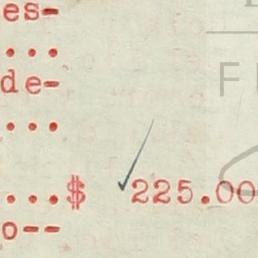 es-
...
de-
...
...$ 225.00
o--